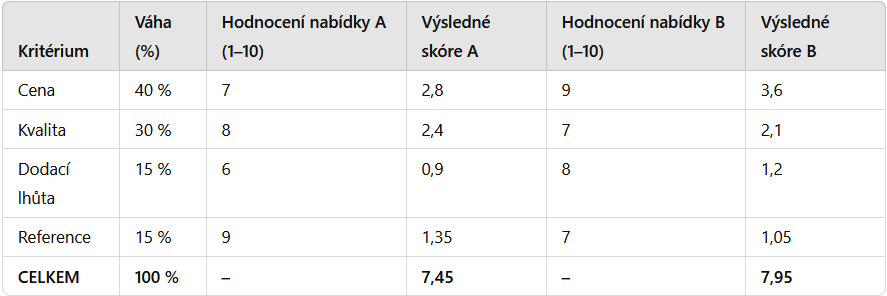 Kritérium Váha (%) Hodnocení nabídky A (1–10) Výsledné skóre A Hodnocení nabídky B (1–10) Výsledné skóre B
Cena 40 % 7 2,8 9 3,6
Kvalita 30 % 8 2,4 7 2,1
Dodací lhůta 15 % 6 0,9 8 1,2
Reference 15 % 9 1,35 7 1,05
CELKEM 100 % – 7,45 – 7,95